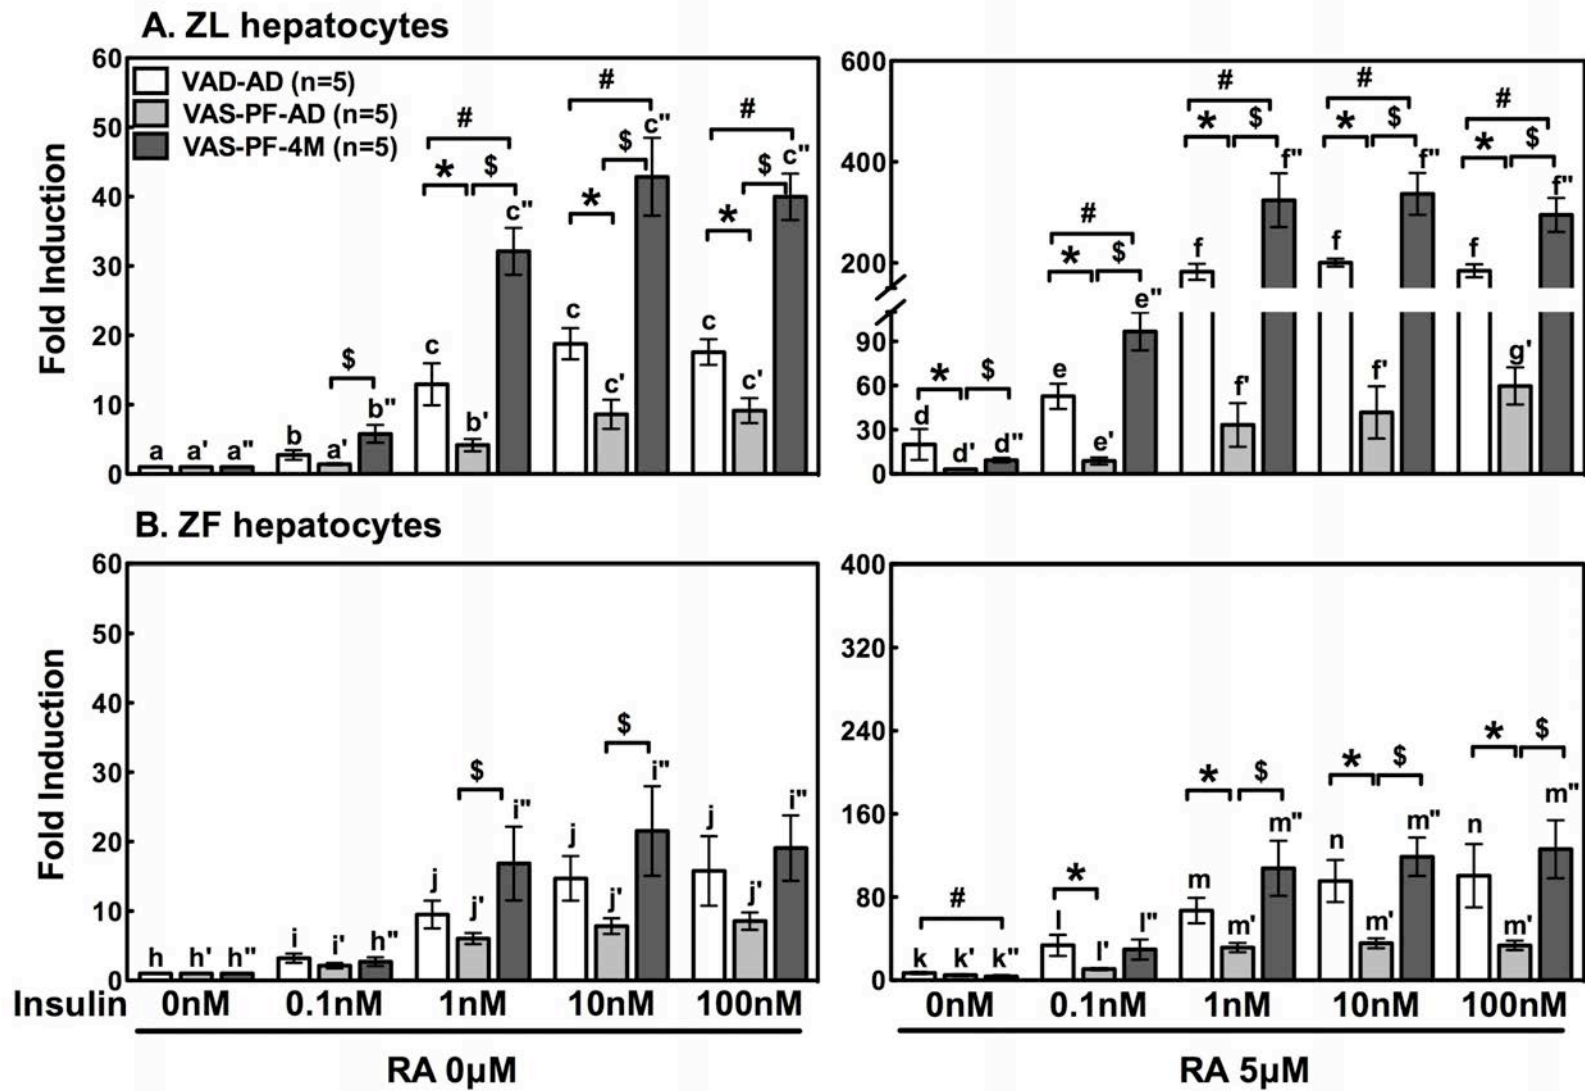 A. ZL hepatocytes
Fold Induction
60
50
40
30
20
10
0
VAD-AD (n=5)
VAS-PF-AD (n=5)
VAS-PF-4M (n=5)
a a' a"
b a' b"
$
c b' c"
* $
#
c c' c"
* $
#
c c' c"
* $
#
600
400
200
90
60
30
0
d d' d"
* $
e e' e"
* $
#
f f' f"
* $
#
f f' f"
* $
#
f g' f"
* $
#
B. ZF hepatocytes
Fold Induction
60
50
40
30
20
10
0
h h' h"
i i' h"
j j' i"
$
j j' i"
$
j j' i"
400
320
240
160
80
0
k k' k"
#
l l' l"
*
m m' m"
* $
n m' m"
* $
n m' m"
* $
Insulin 0nM 0.1nM 1nM 10nM 100nM 0nM 0.1nM 1nM 10nM 100nM
RA 0µM RA 5µM